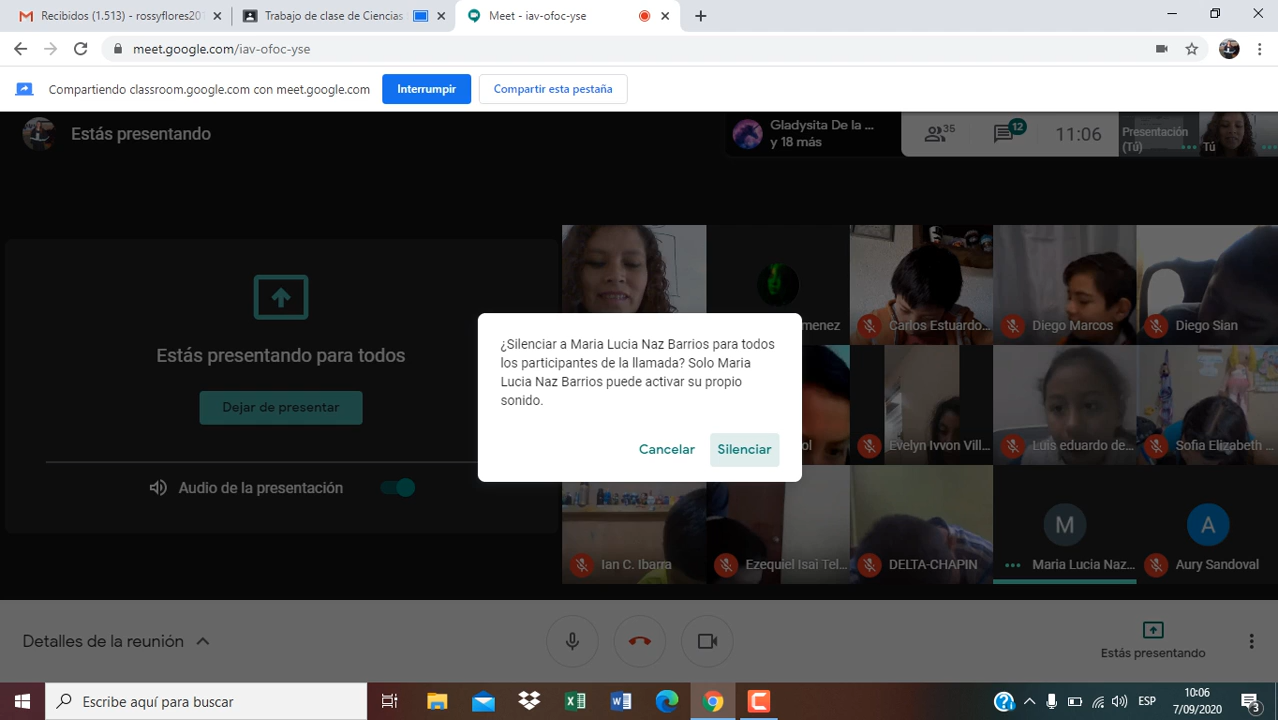 Recibidos (1.513) - rossyflores201
Trabajo de clase de Ciencias
Meet - iav-ofoc-yse
meet.google.com/iav-ofoc-yse
Compartiendo classroom.google.com con meet.google.com
Interrumpir
Compartir esta pestaña
Estás presentando
Gladysita De la ...
y 18 más
35
12
11:06
Presentación
(Tú)
Tú
Estás presentando para todos
Dejar de presentar
Audio de la presentación
menez
Carlos Estuardo...
Diego Marcos
Diego Sian
¿Silenciar a Maria Lucia Naz Barrios para todos
los participantes de la llamada? Solo Maria
Lucia Naz Barrios puede activar su propio
sonido.
Cancelar
Silenciar
ol
Evelyn Ivvon Vill...
Luis eduardo de...
Sofia Elizabeth ...
Ian C. Ibarra
Ezequiel Isaì Tel...
DELTA-CHAPIN
M
Maria Lucia Naz...
A
Aury Sandoval
Detalles de la reunión
Estás presentando
Escribe aquí para buscar
ESP
10:06
7/09/2020
3